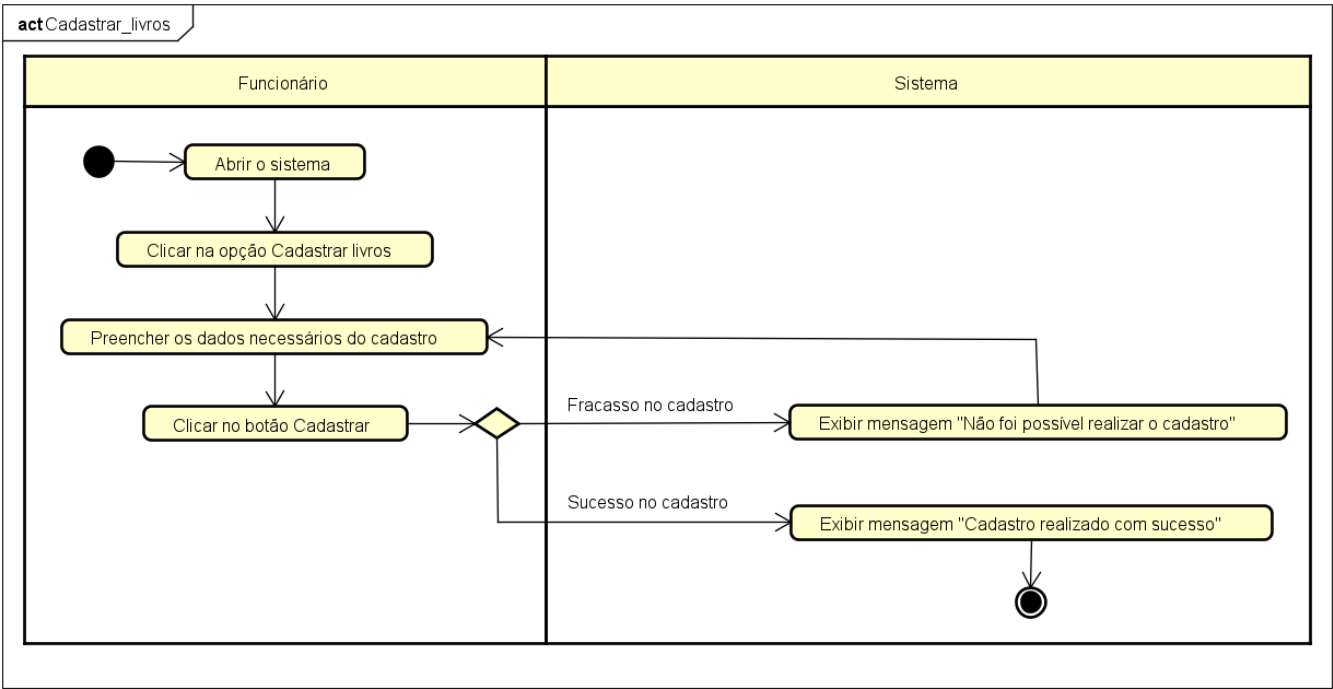 act Cadastrar_livros
Funcionário
Sistema
Abrir o sistema
Clicar na opção Cadastrar livros
Preencher os dados necessários do cadastro
Clicar no botão Cadastrar
Fracasso no cadastro
Exibir mensagem "Não foi possível realizar o cadastro"
Sucesso no cadastro
Exibir mensagem "Cadastro realizado com sucesso"